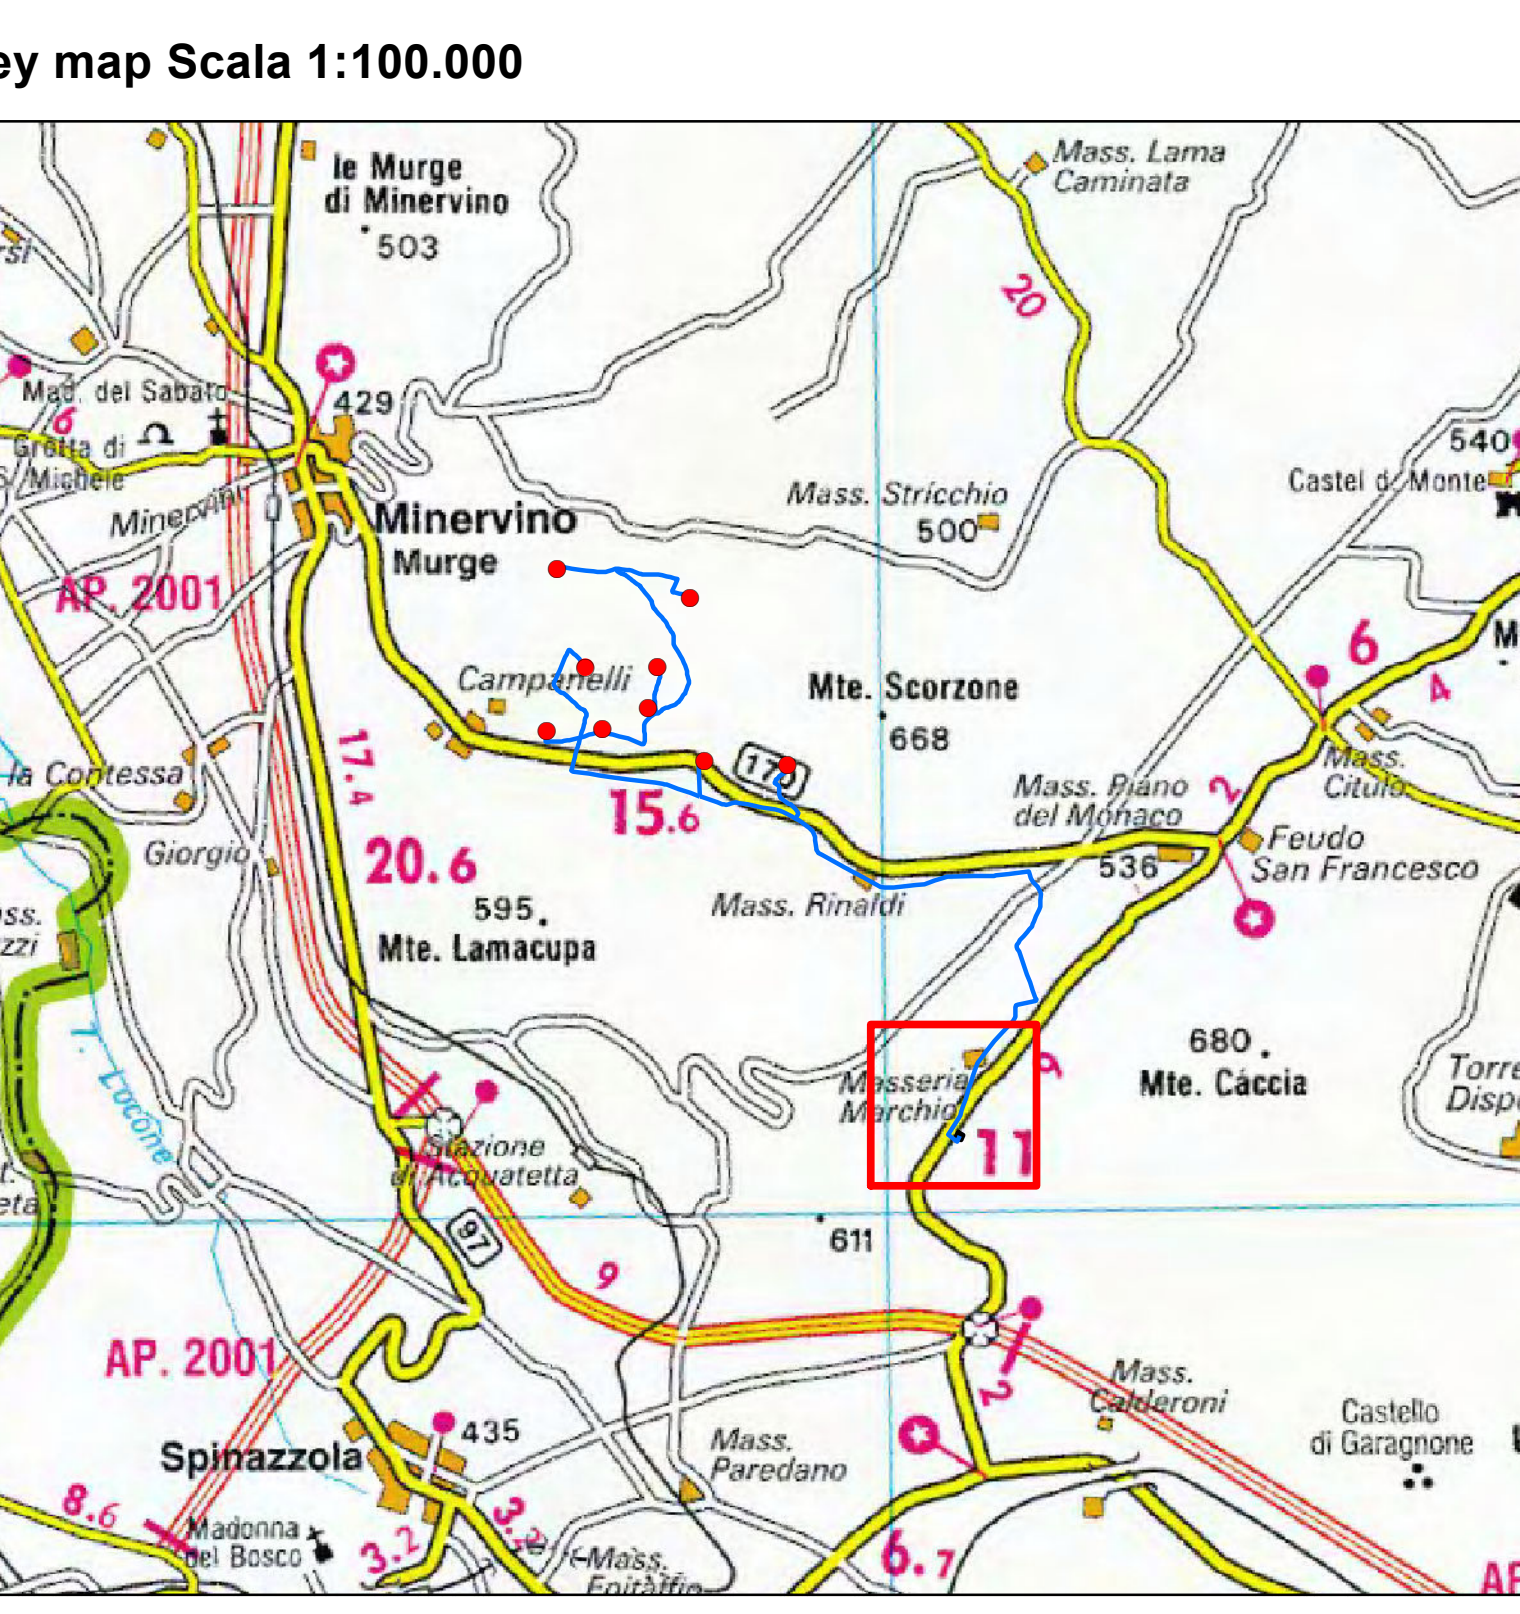 ey map Scala 1:100.000
le Murge
di Minervino
503
Mass. Lama
Caminata
20
Mad. del Sabato
6
429
Grotta di
S. Michele
540
Castel d. Monte
Minervino
Murge
Mass. Stricchio
500
AP. 2001
Campanelli
Mte. Scorzone
668
6
4
17.4
la Contessa
15.6
Mass. Piano
del Monaco
536
2
Mass.
Citulo
Giorgio
20.6
Feudo
San Francesco
595
Mte. Lamacupa
Mass. Rinaldi
T. Locone
680
Mte. Caccia
Masseria
Marchio
9
11
Torre
Stazione
di Acquatetta
97
611
9
AP. 2001
2
Mass.
Calderoni
Castello
di Garagnone
Spinazzola
435
Mass.
Paredano
8.6
Madonna
del Bosco
3.2
3.2
Mass.
Epitaffio
6.7